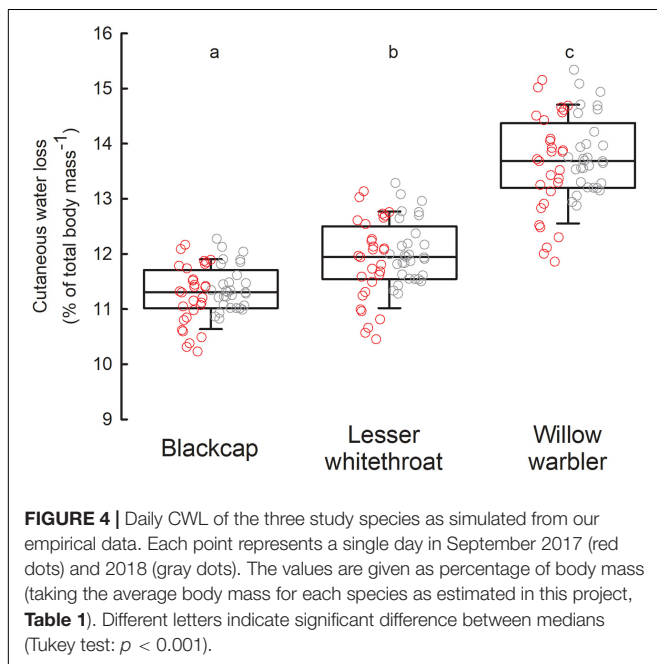 16
a b c
15
14
13
12
11
10
9
Cutaneous water loss
(% of total body mass⁻¹)
Blackcap
Lesser
whitethroat
Willow
warbler
FIGURE 4 | Daily CWL of the three study species as simulated from our
empirical data. Each point represents a single day in September 2017 (red
dots) and 2018 (gray dots). The values are given as percentage of body mass
(taking the average body mass for each species as estimated in this project,
Table 1). Different letters indicate significant difference between medians
(Tukey test: p < 0.001).